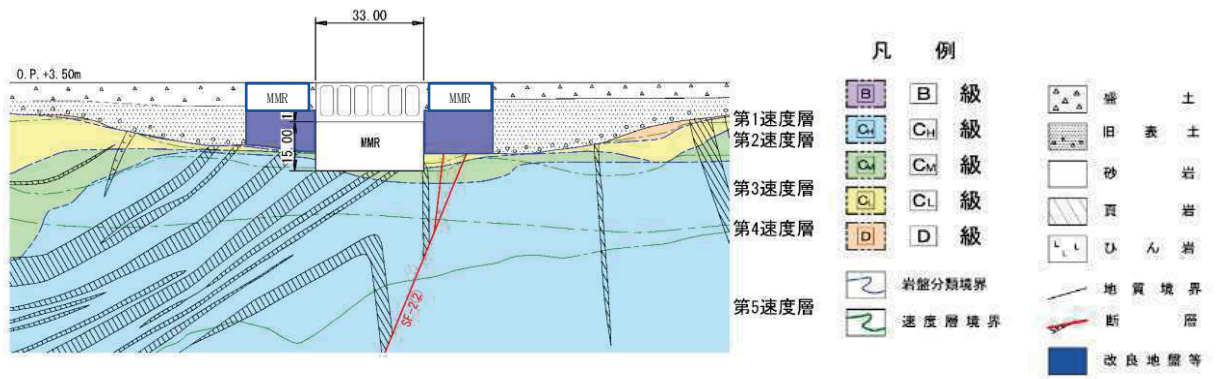 33.00
O.P.+3.50m
MMR
MMR
15.00
1
MMR
SF-2(2)
第1速度層
第2速度層
第3速度層
第4速度層
第5速度層
凡 例
B B 級
CH CH 級
CM CM 級
CL CL 級
D D 級
岩盤分類境界
速度層境界
盛 土
旧 表 土
砂 岩
頁 岩
ひ ん 岩
地 質 境 界
断 層
改 良 地 盤 等